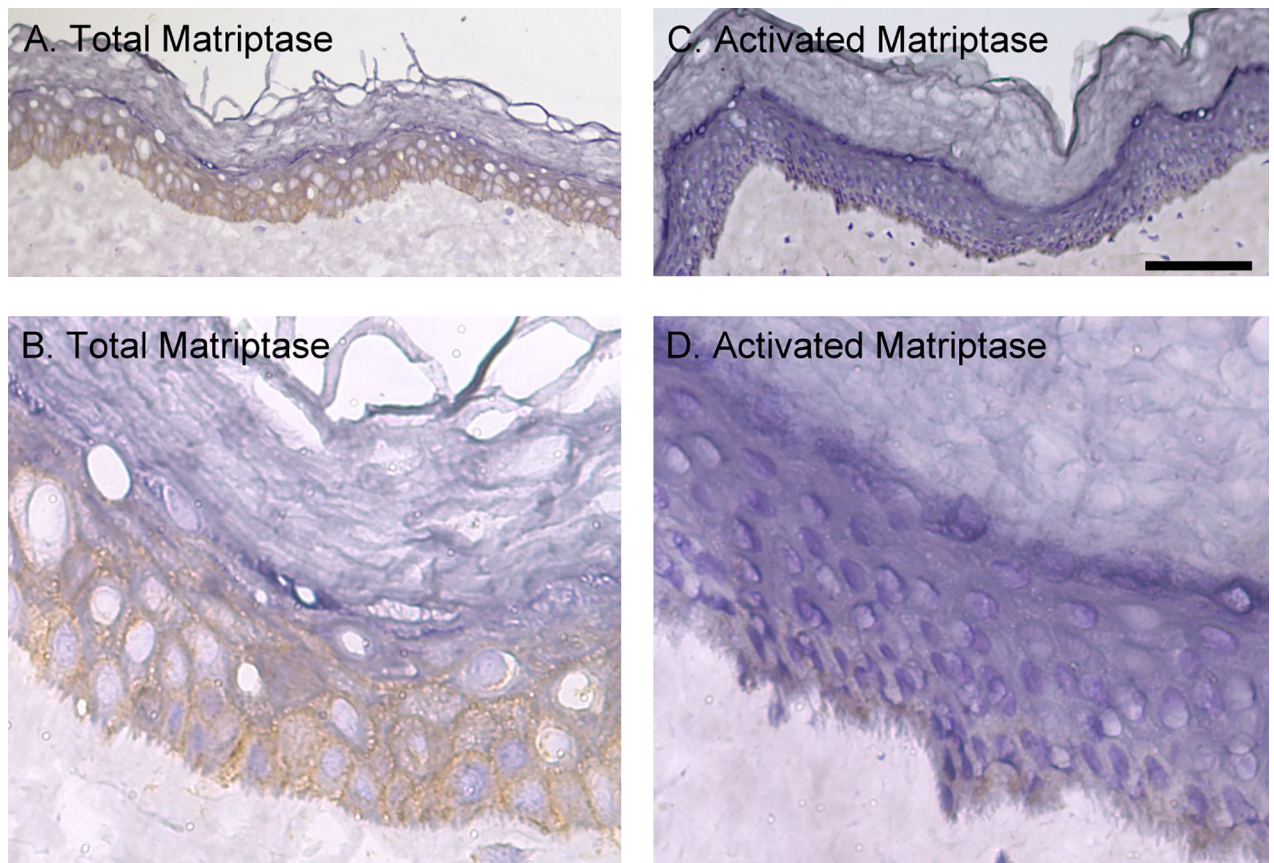 A. Total Matriptase
C. Activated Matriptase
B. Total Matriptase
D. Activated Matriptase